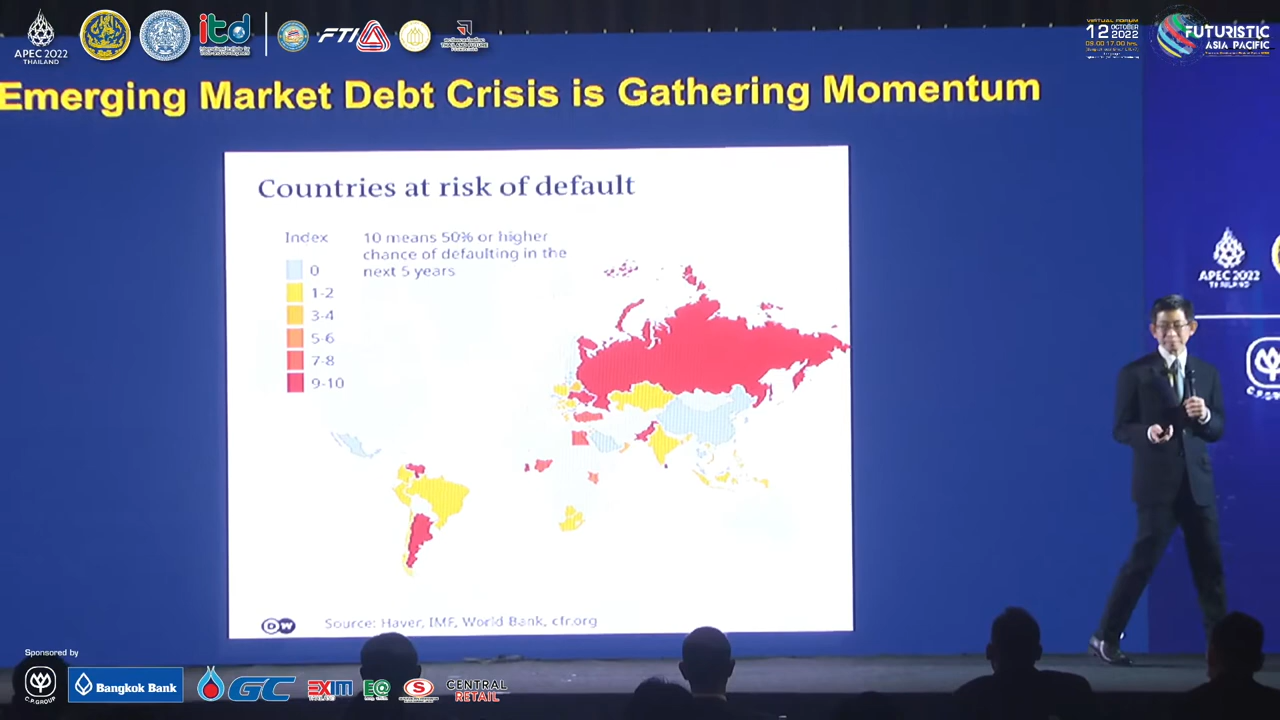 APEC 2022
THAILAND
itd
FTI
VIRTUAL FORUM
12 OCTOBER
2022
FUTURISTIC
ASIA PACIFIC
Emerging Market Debt Crisis is Gathering Momentum
Countries at risk of default
Index
10 means 50% or higher
chance of defaulting in the
next 5 years
0
1-2
3-4
5-6
7-8
9-10
DW
Source: Haver, IMF, World Bank, cfr.org
APEC 2022
THAILAND
C.P.GROUP
Sponsored by
C.P.GROUP
Bangkok Bank
GC
EXIM
S
CENTRAL
RETAIL